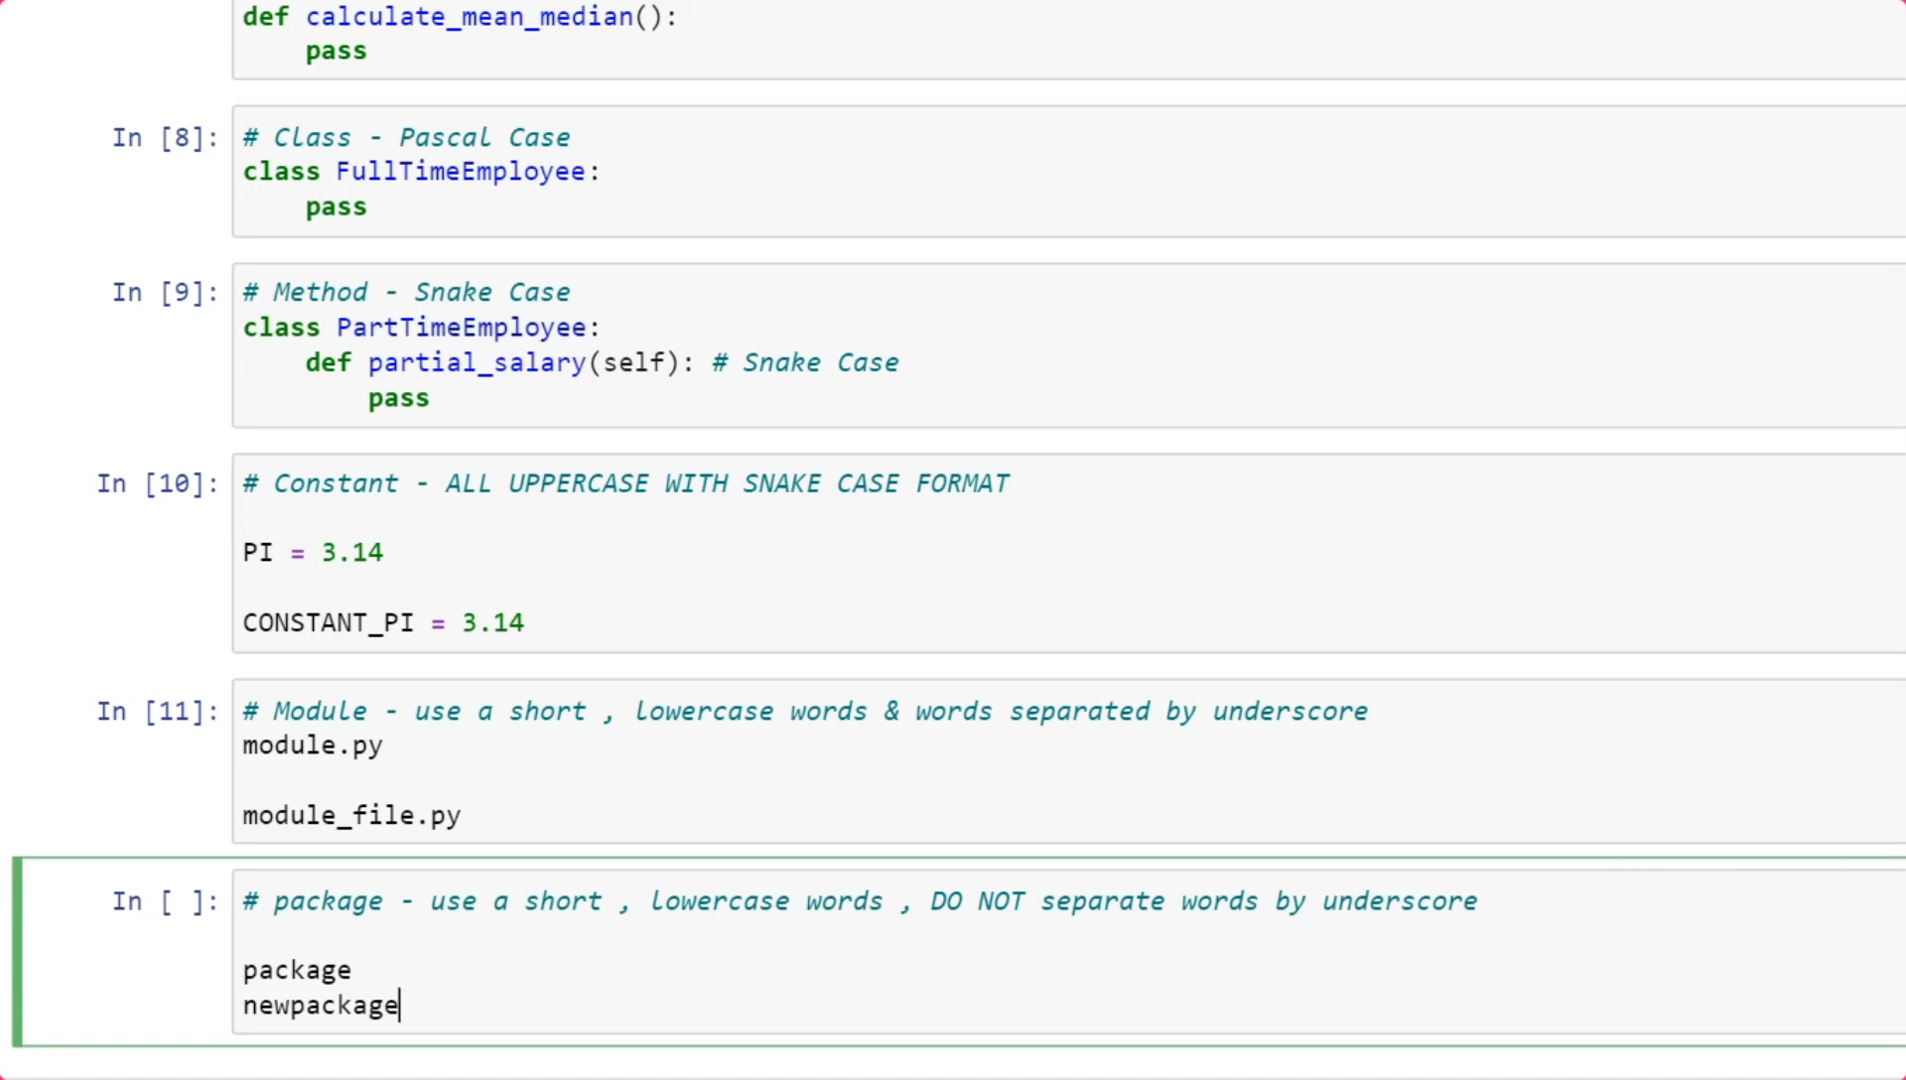 def calculate_mean_median():
    pass
In [8]: # Class - Pascal Case
class FullTimeEmployee:
    pass
In [9]: # Method - Snake Case
class PartTimeEmployee:
    def partial_salary(self): # Snake Case
        pass
In [10]: # Constant - ALL UPPERCASE WITH SNAKE CASE FORMAT
PI = 3.14
CONSTANT_PI = 3.14
In [11]: # Module - use a short , lowercase words & words separated by underscore
module.py
module_file.py
In [ ]: # package - use a short , lowercase words , DO NOT separate words by underscore
package
newpackage